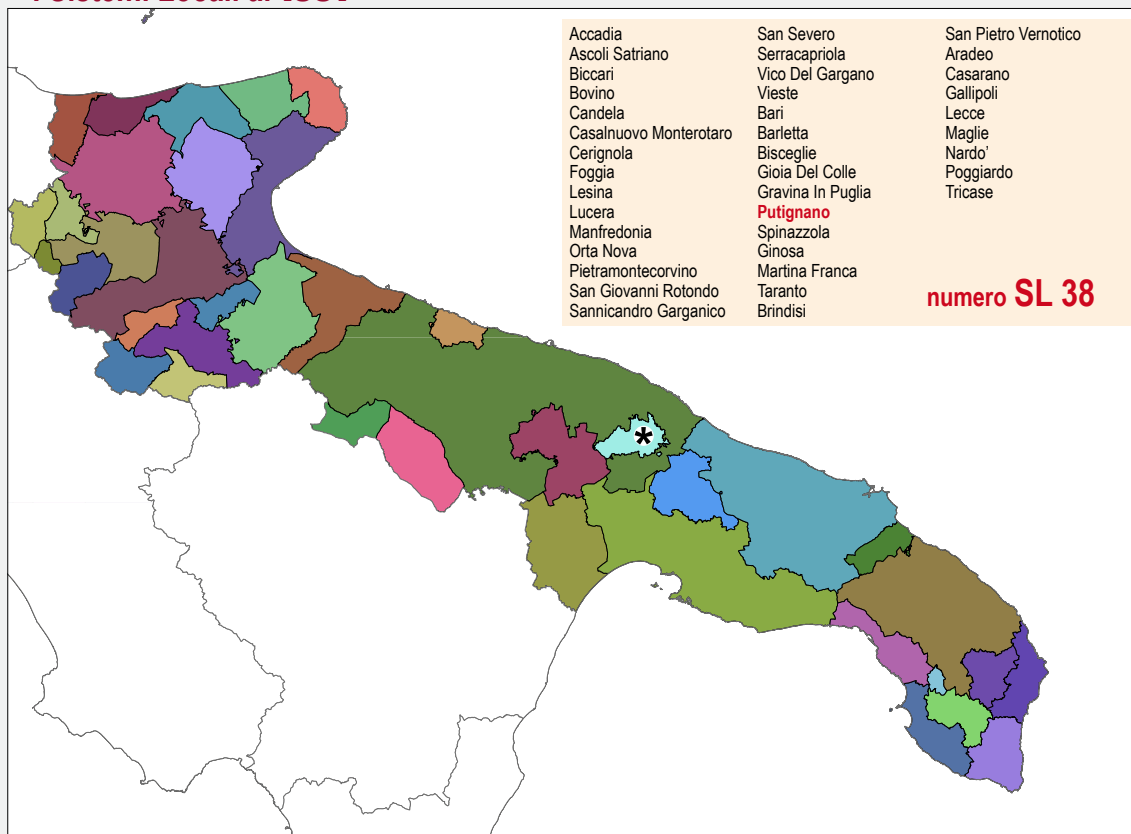 I Sistemi Locali al
Accadia
Ascoli Satriano
Biccari
Bovino
Candela
Casalnuovo Monterotaro
Cerignola
Foggia
Lesina
Lucera
Manfredonia
Orta Nova
Pietramontecorvino
San Giovanni Rotondo
Sannicandro Garganico
San Severo
Serracapriola
Vico Del Gargano
Vieste
Bari
Barletta
Bisceglie
Gioia Del Colle
Gravina In Puglia
Putignano
Spinazzola
Ginosa
Martina Franca
Taranto
Brindisi
San Pietro Vernotico
Aradeo
Casarano
Gallipoli
Lecce
Maglie
Nardo'
Poggiardo
Tricase
numero SL 38
*